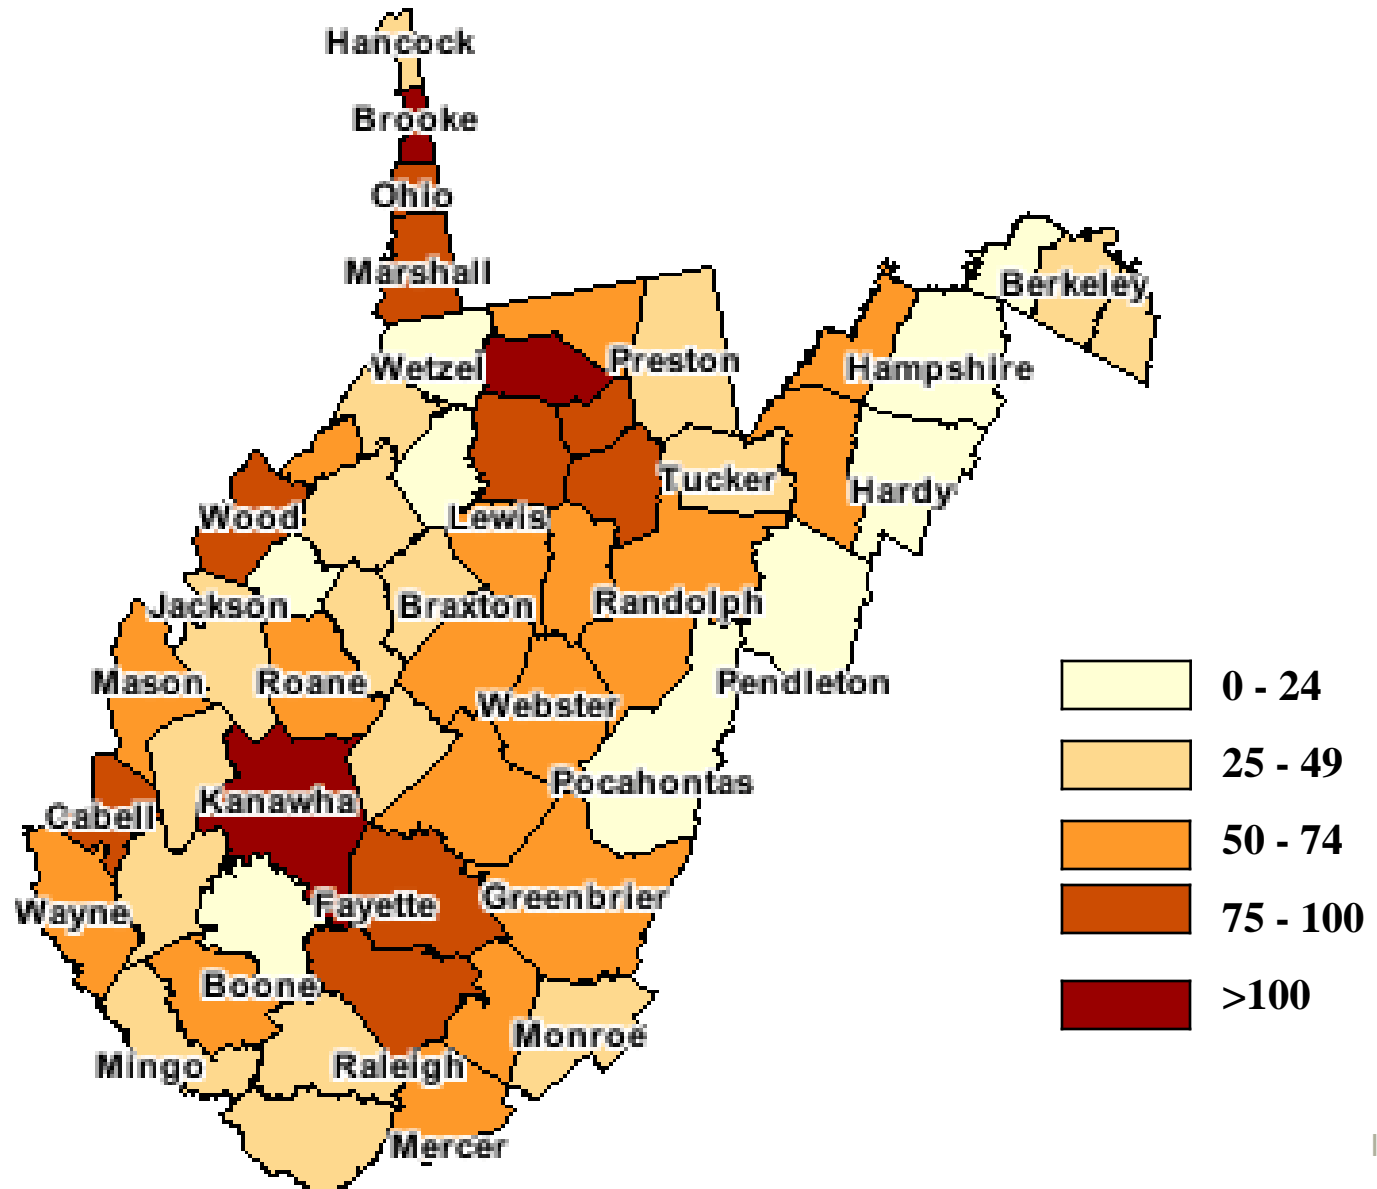 Hancock
Brooke
Ohio
Marshall
Berkeley
Wetzel
Preston
Hampshire
Tucker
Hardy
Wood
Lewis
Jackson
Braxton
Randolph
Mason
Roane
Pendleton
Webster
Pocahontas
Kanawha
Cabell
Wayne
Fayette
Greenbrier
Boone
Monroe
Mingo
Raleigh
Mercer
0 - 24
25 - 49
50 - 74
75 - 100
>100